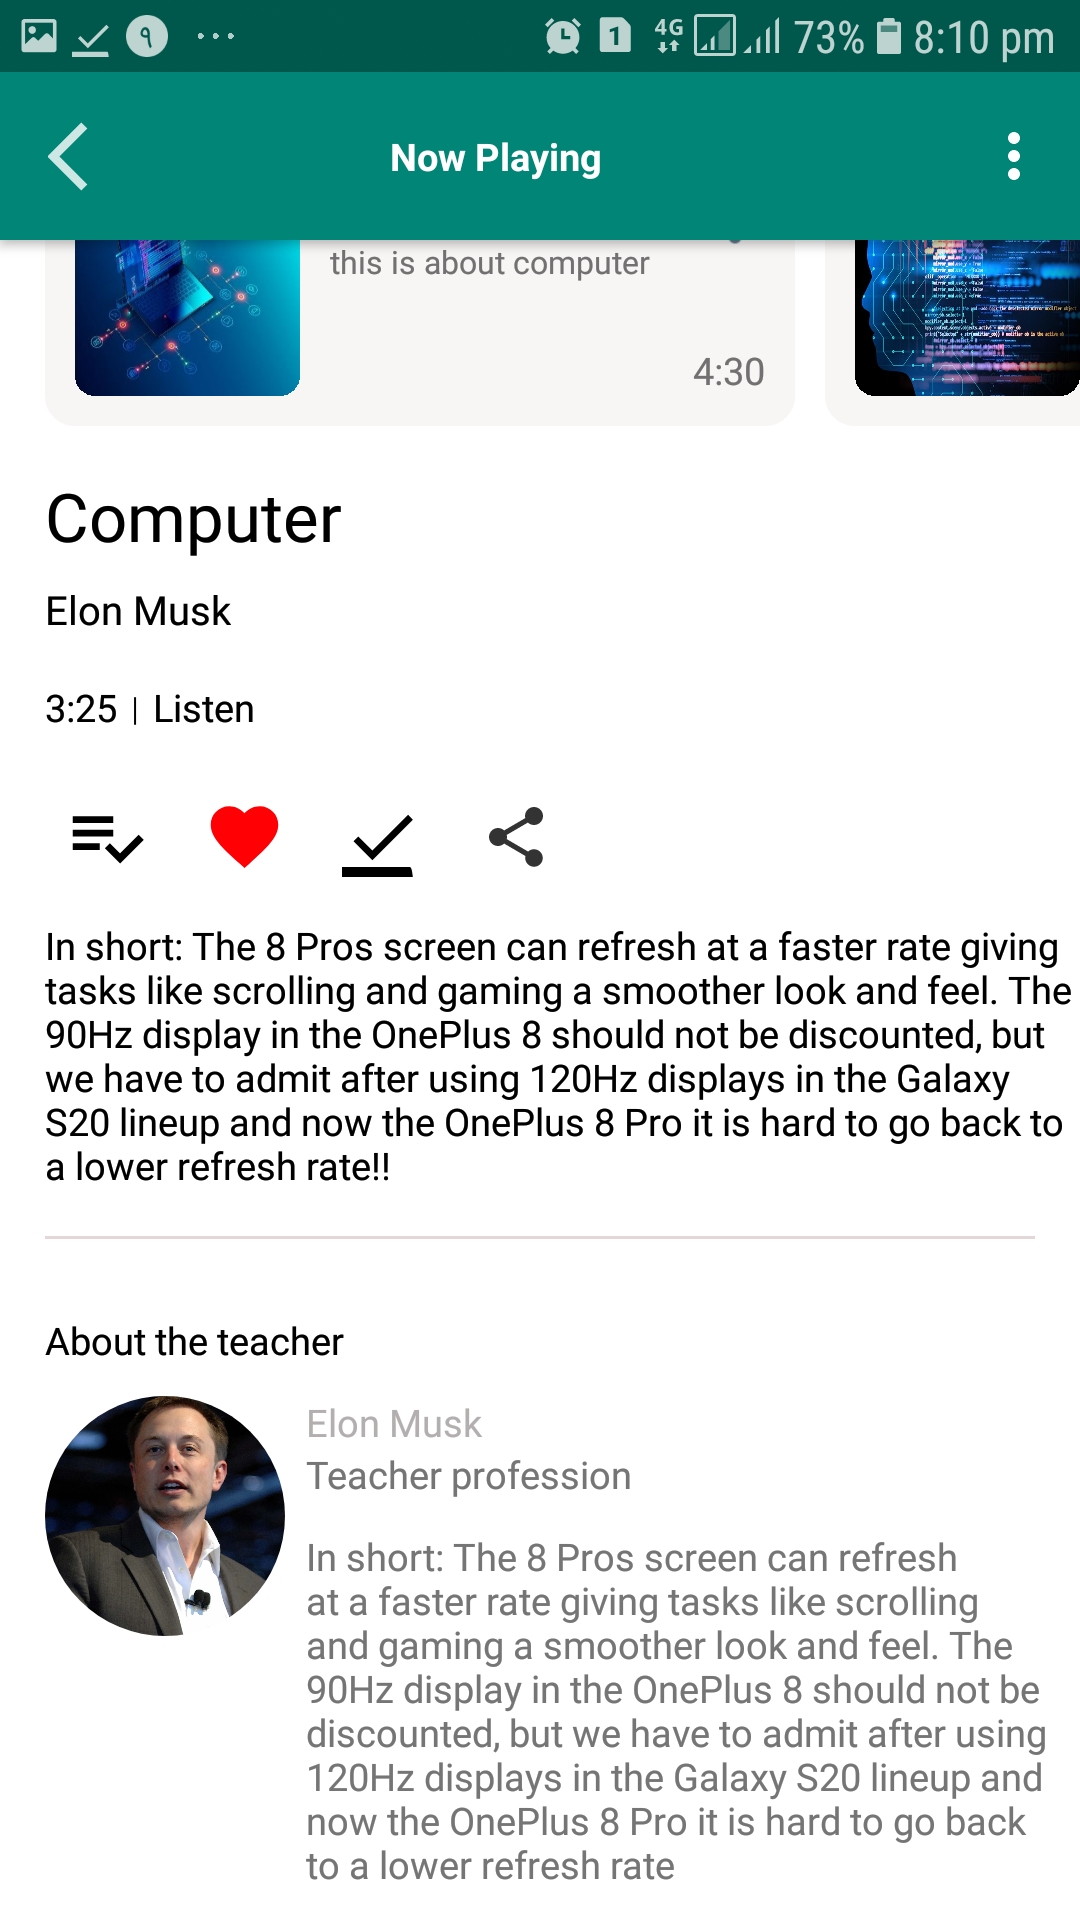 ٩ ... 1 4G 73% 8:10 pm
Now Playing
this is about computer
4:30
Computer
Elon Musk
3:25 | Listen
In short: The 8 Pros screen can refresh at a faster rate giving
tasks like scrolling and gaming a smoother look and feel. The
90Hz display in the OnePlus 8 should not be discounted, but
we have to admit after using 120Hz displays in the Galaxy
S20 lineup and now the OnePlus 8 Pro it is hard to go back to
a lower refresh rate!!
About the teacher
Elon Musk
Teacher profession
In short: The 8 Pros screen can refresh
at a faster rate giving tasks like scrolling
and gaming a smoother look and feel. The
90Hz display in the OnePlus 8 should not be
discounted, but we have to admit after using
120Hz displays in the Galaxy S20 lineup and
now the OnePlus 8 Pro it is hard to go back
to a lower refresh rate